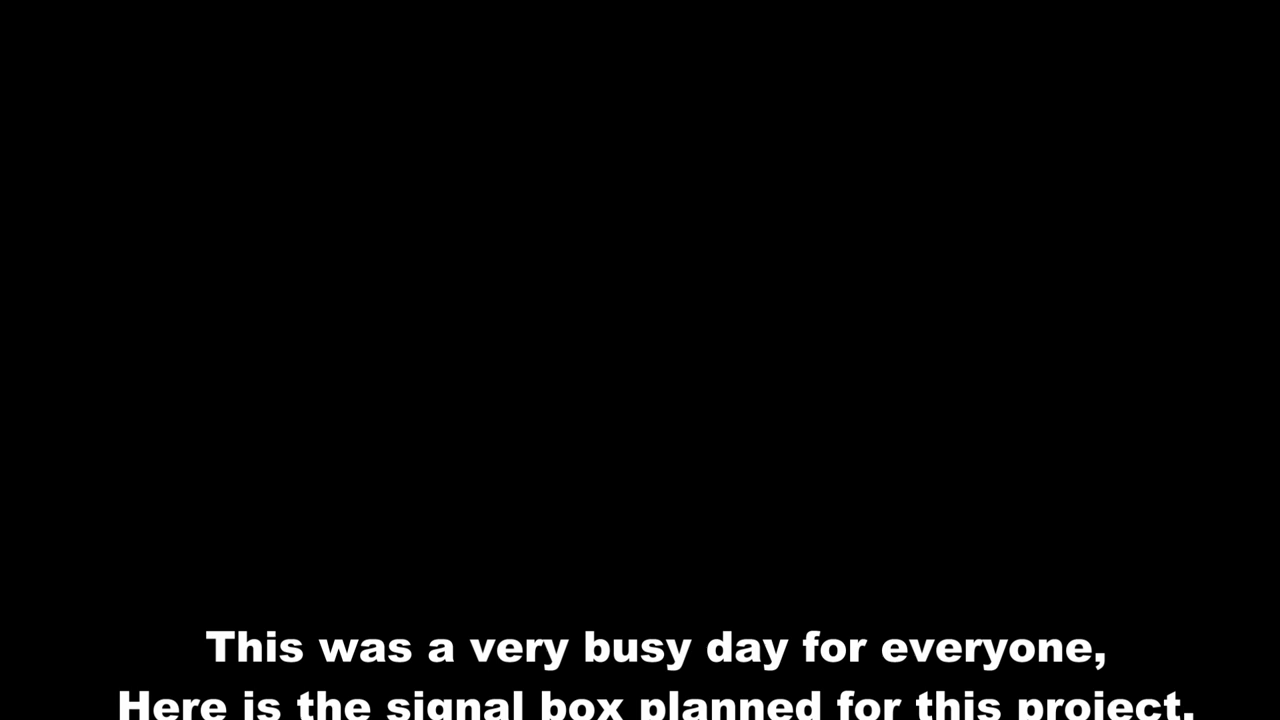 This was a very busy day for everyone,
Here is the signal box planned for this project.